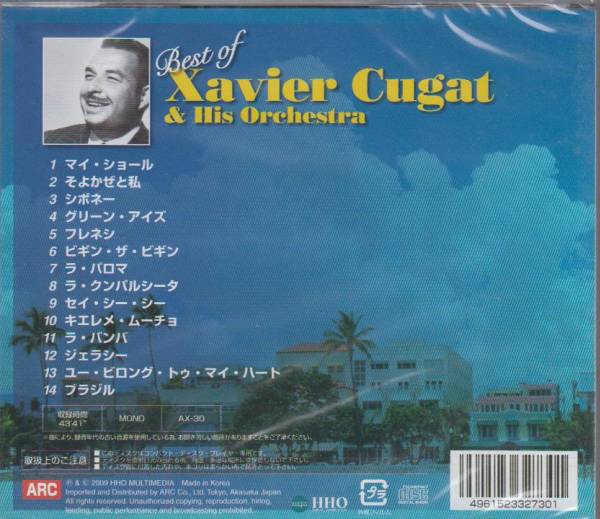 Best of
Xavier Cugat
& His Orchestra
1 マイ・ショール
2 そよかぜと私
3 シボネー
4 グリーン・アイズ
5 フレネシ
6 ビギン・ザ・ビギン
7 ラ・パロマ
8 ラ・クンパルシータ
9 セイ・シー・シー
10 キエレメ・ムーチョ
11 ラ・バンバ
12 ジェラシー
13 ユー・ビロング・トゥ・マイ・ハート
14 ブラジル
収録時間
43'41"
MONO
AX-30
取扱上のご注意
ARC
℗ & © 2009 HHO MULTIMEDIA Made in Korea
Imported and Distributed by ARC Co., Ltd. Tokyo, Akasaka Japan
All rights reserved. Unauthorized copying, reproduction, hiring,
lending, public performance and broadcasting prohibited.
HHO
プラ
COMPACT
disc
DIGITAL AUDIO
4961523327301